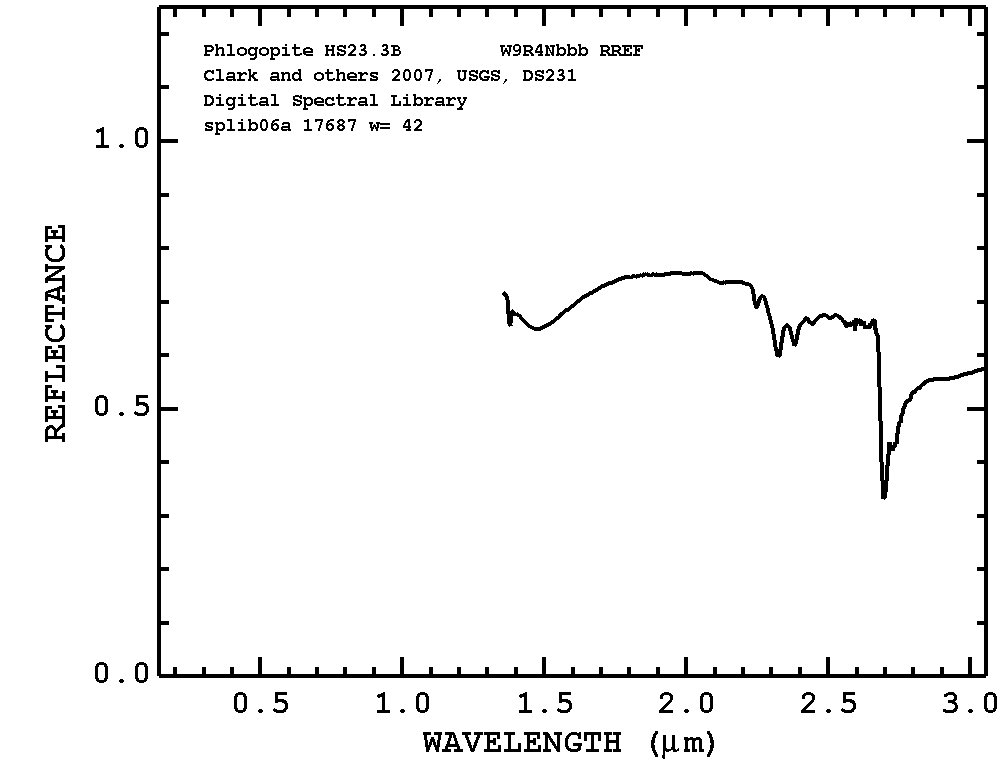 Phlogopite HS23.3B W9R4Nbbb RREF
Clark and others 2007, USGS, DS231
Digital Spectral Library
splib06a 17687 w= 42
1.0
0.5
0.0
REFLECTANCE
0.5 1.0 1.5 2.0 2.5 3.0
WAVELENGTH (μm)